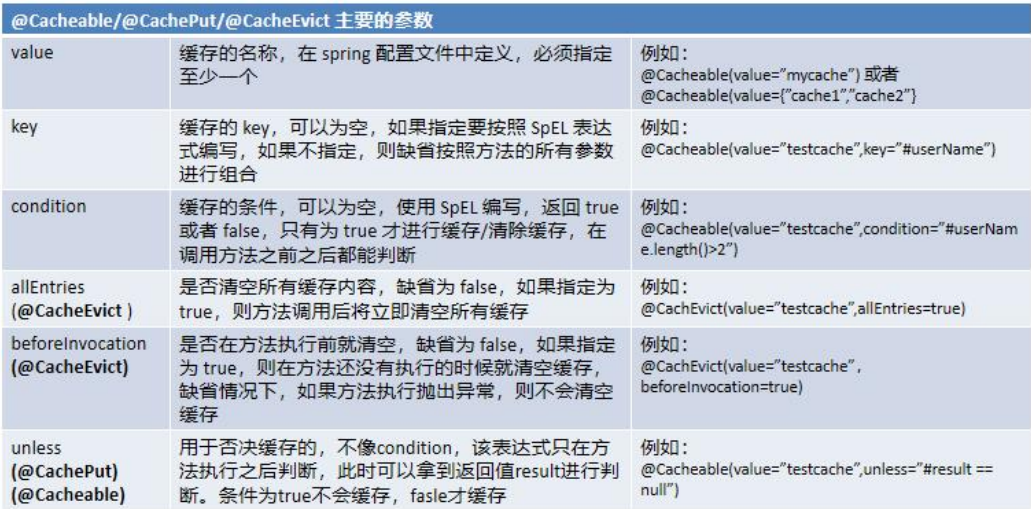 @Cacheable/@CachePut/@CacheEvict 主要的参数
value
缓存的名称，在 spring 配置文件中定义，必须指定
至少一个
例如：
@Cacheable(value=”mycache”) 或者
@Cacheable(value={”cache1”,”cache2”}
key
缓存的 key，可以为空，如果指定要按照 SpEL 表达
式编写，如果不指定，则缺省按照方法的所有参数
进行组合
例如：
@Cacheable(value=”testcache”,key=”#userName”)
condition
缓存的条件，可以为空，使用 SpEL 编写，返回 true
或者 false，只有为 true 才进行缓存/清除缓存，在
调用方法之前之后都能判断
例如：
@Cacheable(value=”testcache”,condition=”#userNam
e.length()>2”)
allEntries
(@CacheEvict )
是否清空所有缓存内容，缺省为 false，如果指定为
true，则方法调用后将立即清空所有缓存
例如：
@CachEvict(value=”testcache”,allEntries=true)
beforeInvocation
(@CacheEvict)
是否在方法执行前就清空，缺省为 false，如果指定
为 true，则在方法还没有执行的时候就清空缓存，
缺省情况下，如果方法执行抛出异常，则不会清空
缓存
例如：
@CachEvict(value=”testcache”,
beforeInvocation=true)
unless
(@CachePut)
(@Cacheable)
用于否决缓存的，不像condition，该表达式只在方
法执行之后判断，此时可以拿到返回值result进行判
断。条件为true不会缓存，fasle才缓存
例如：
@Cacheable(value=”testcache”,unless=”#result ==
null”)